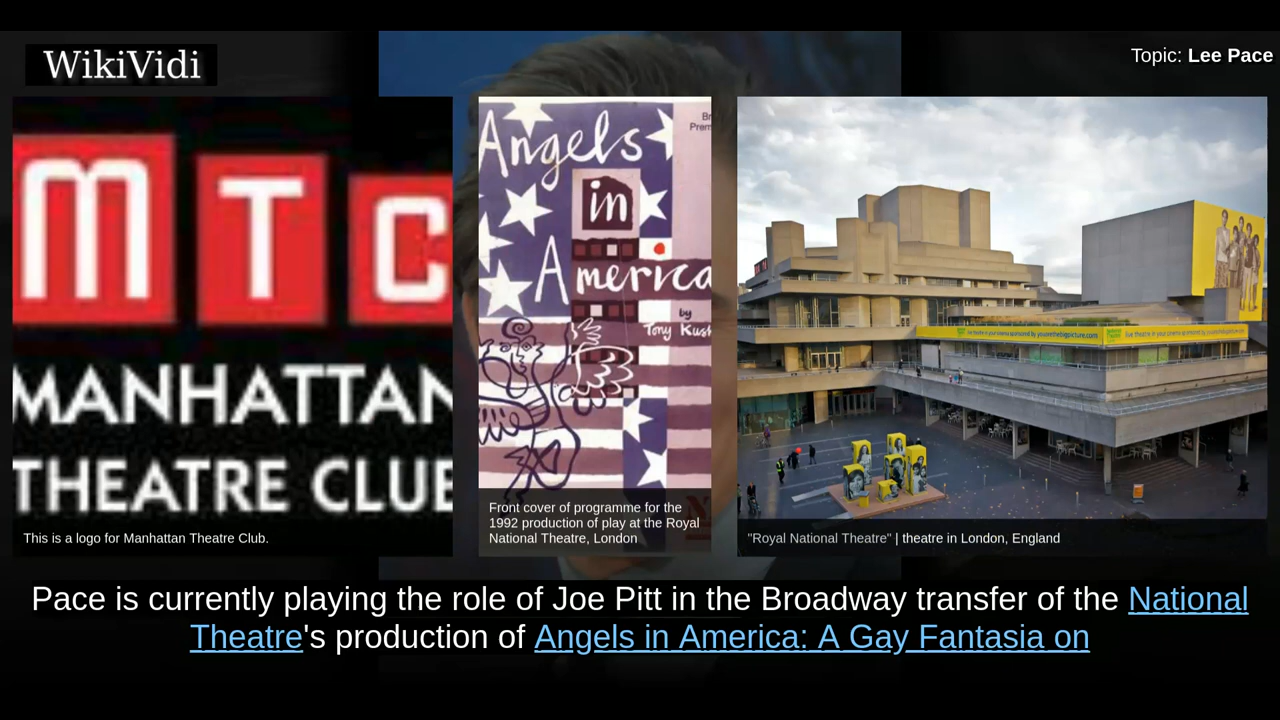 WikiVidi
Topic: Lee Pace
MTC
MANHATTAN
THEATRE CLUB
This is a logo for Manhattan Theatre Club.
Angels
in
America
by
Tony
Front cover of programme for the
1992 production of play at the Royal
National Theatre, London
"Royal National Theatre" | theatre in London, England
Pace is currently playing the role of Joe Pitt in the Broadway transfer of the National
Theatre's production of Angels in America: A Gay Fantasia on